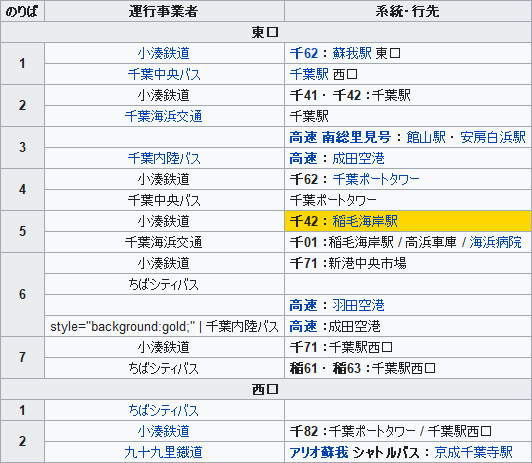 のりば 運行事業者 系統・行先
東口
1 小湊鉄道 千62：蘇我駅 東口
千葉中央バス 千葉駅 西口
2 小湊鉄道 千41・ 千42：千葉駅
千葉海浜交通 千葉駅
3 高速 南総里見号：館山駅・ 安房白浜駅
千葉内陸バス 高速：成田空港
4 小湊鉄道 千62：千葉ポートタワー
千葉中央バス 千葉ポートタワー
5 小湊鉄道 千42：稲毛海岸駅
千葉海浜交通 千01：稲毛海岸駅 / 高浜車庫 / 海浜病院
6 小湊鉄道 千71：新港中央市場
ちばシティバス
高速：羽田空港
style="background:gold;" | 千葉内陸バス 高速：成田空港
7 小湊鉄道 千71：千葉駅西口
ちばシティバス 稲61・ 稲63：千葉駅西口
西口
1 ちばシティバス
2 小湊鉄道 千82：千葉ポートタワー / 千葉駅西口
九十九里鐵道 アリオ蘇我 シャトルバス：京成千葉寺駅